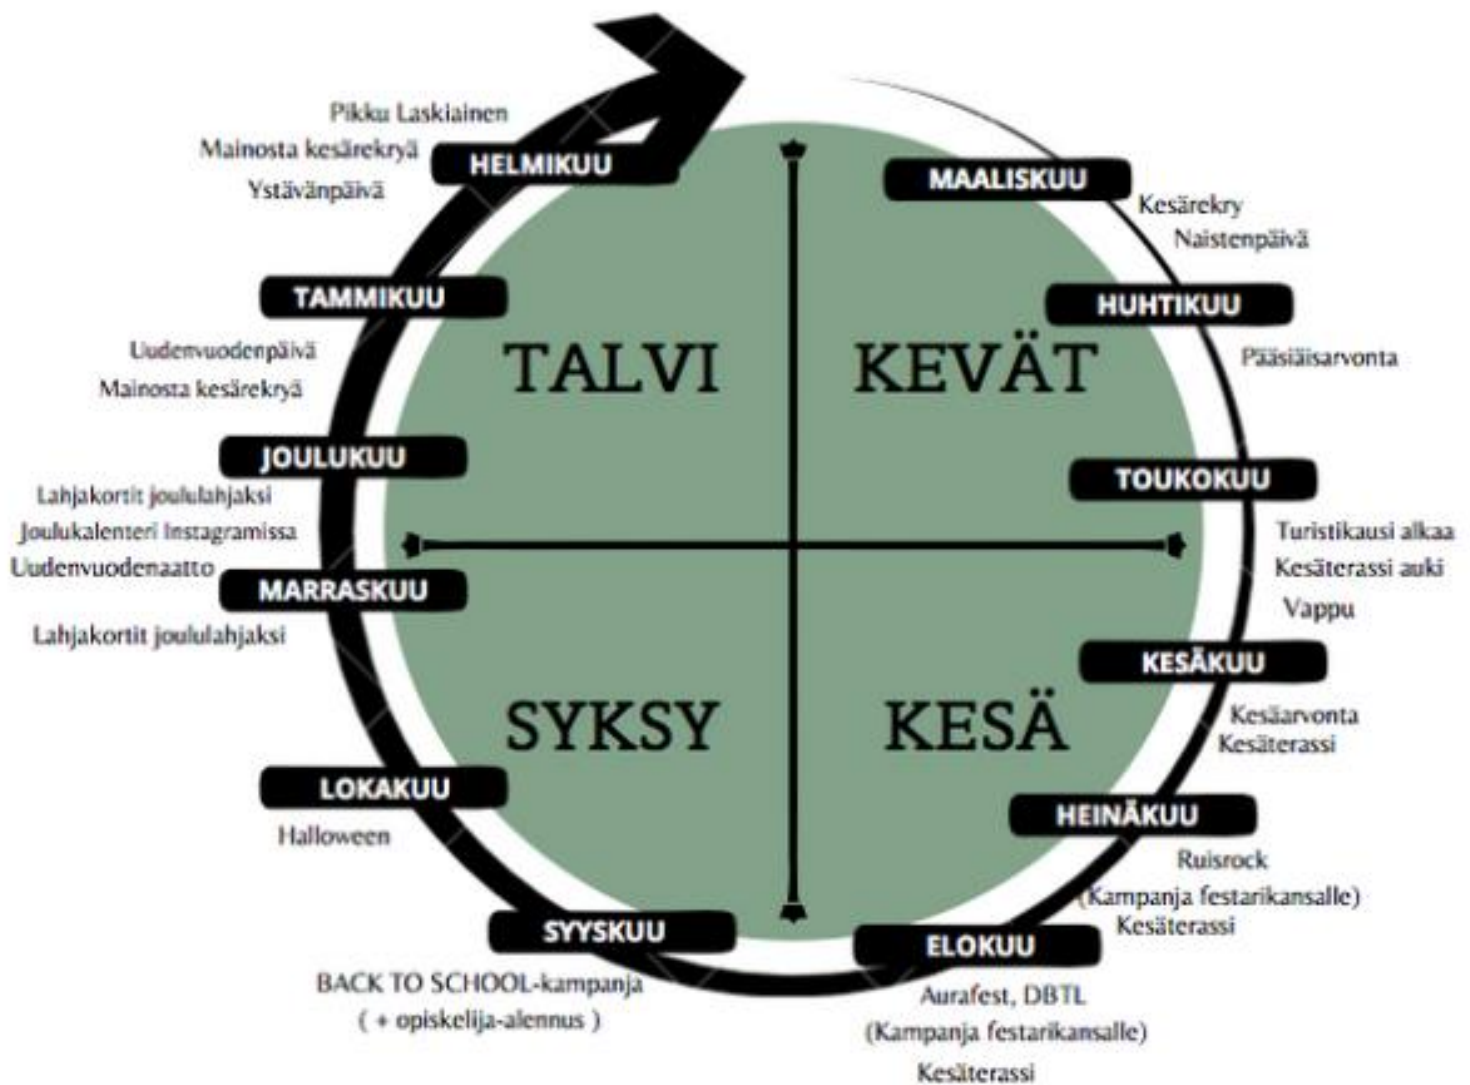 Pikku Laskiainen
Mainosta kesärekryä
Ystävänpäivä
HELMIKUU
MAALISKUU
Kesärekry
Naistenpäivä
TAMMIKUU
Uudenvuodenpäivä
Mainosta kesärekryä
HUHTIKUU
Pääsiäisarvonta
TALVI
KEVÄT
JOULUKUU
Lahjakortit joululahjaksi
Joulukalenteri Instagramissa
Uudenvuodenaatto
TOUKOKUU
Turistikausi alkaa
Kesäterassi auki
Vappu
MARRASKUU
Lahjakortit joululahjaksi
KESÄKUU
Kesäarvonta
Kesäterassi
SYKSY
KESÄ
LOKAKUU
Halloween
HEINÄKUU
Ruisrock
(Kampanja festarikansalle)
Kesäterassi
SYYSKUU
BACK TO SCHOOL-kampanja
( + opiskelija-alennus )
ELOKUU
Aurafest, DBTL
(Kampanja festarikansalle)
Kesäterassi